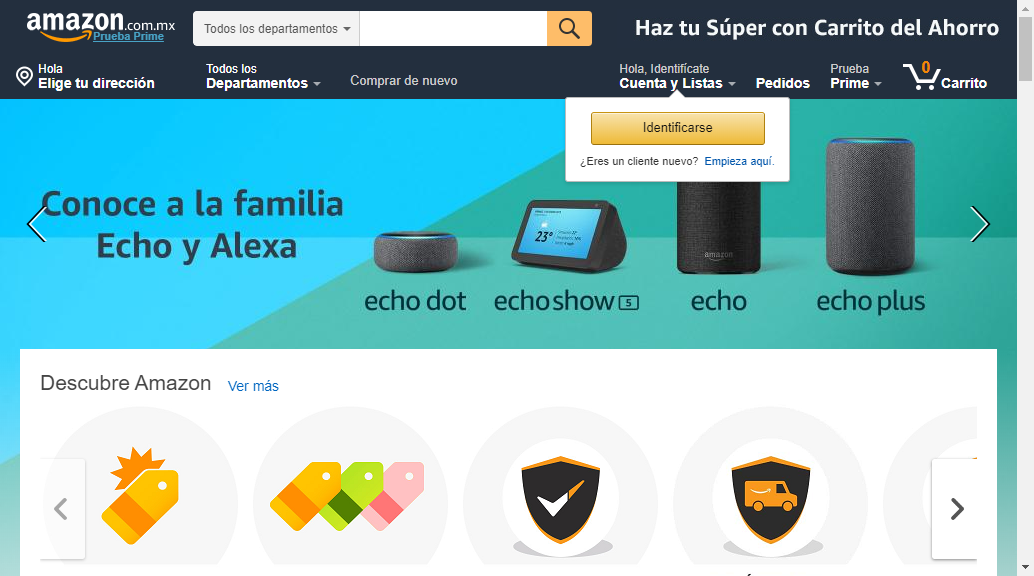 amazon.com.mx
Prueba Prime
Todos los departamentos
Haz tu Súper con Carrito del Ahorro
Hola
Elige tu dirección
Todos los
Departamentos
Comprar de nuevo
Hola, Identifícate
Cuenta y Listas
Pedidos
Prueba
Prime
0
Carrito
Identificarse
¿Eres un cliente nuevo? Empieza aquí.
Conoce a la familia
Echo y Alexa
23°
amazon
echo dot
echo show 5
echo
echo plus
Descubre Amazon
Ver más